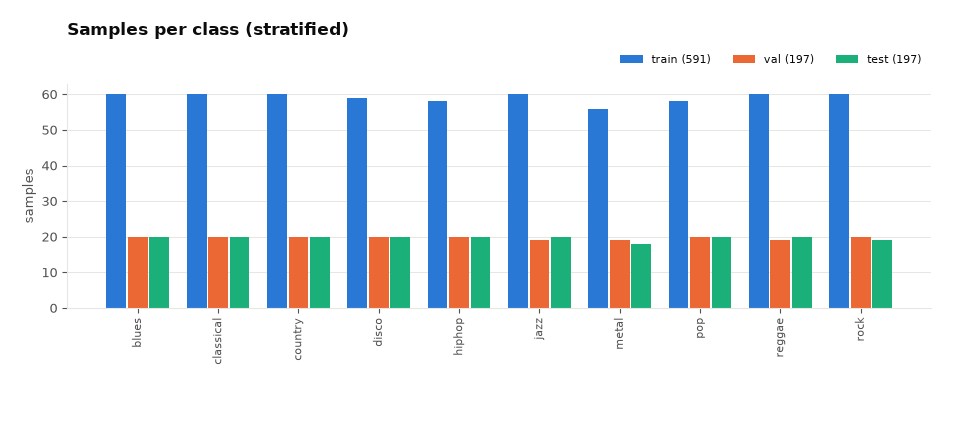 Samples per class (stratified)
train (591) val (197) test (197)
60
50
40
30
20
10
0
samples
blues
classical
country
disco
hiphop
jazz
metal
pop
reggae
rock